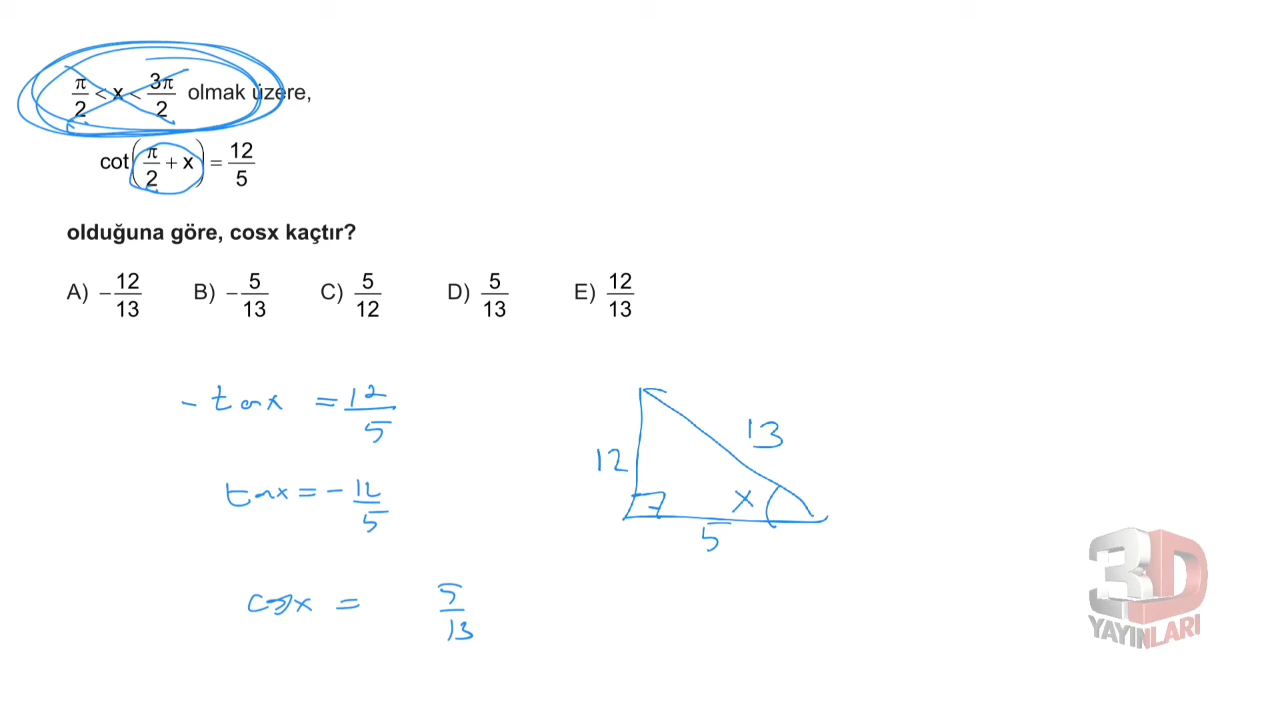 π/2 < x < 3π/2 olmak üzere,
cot(π/2 + x) = 12/5
olduğuna göre, cosx kaçtır?
A) −12/13 B) −5/13 C) 5/12 D) 5/13 E) 12/13
- tanx = 12/5
tanx = - 12/5
cosx = 5/13
12
13
x
5
3D
YAYINLARI